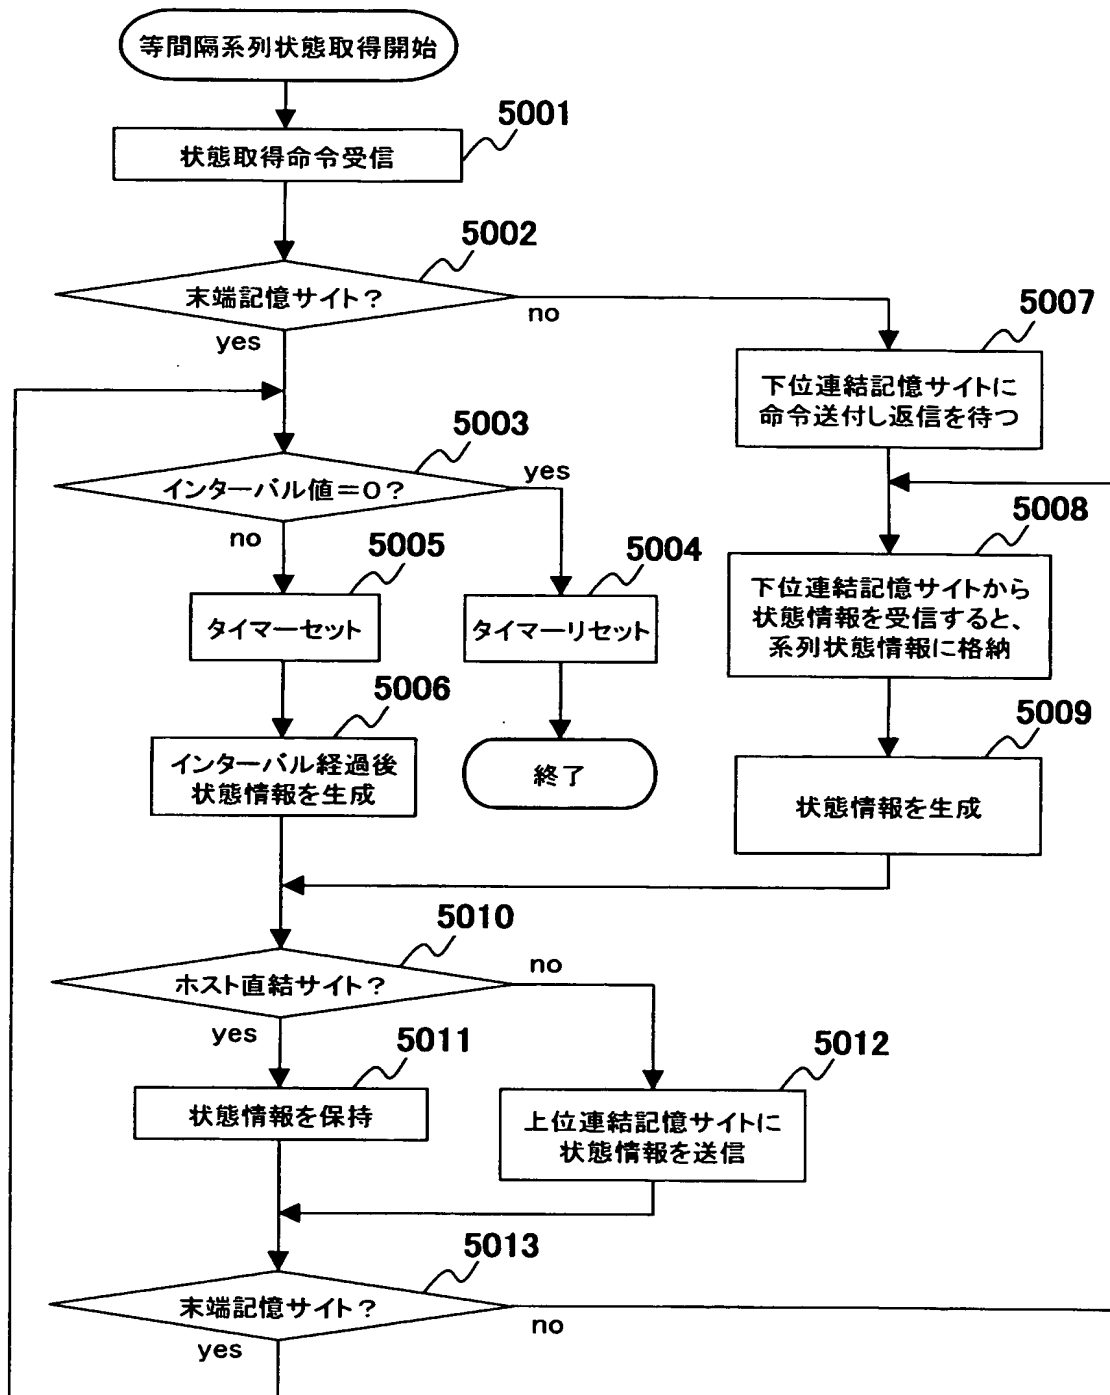 等間隔系列状態取得開始
5001
状態取得命令受信
5002
末端記憶サイト?
no
yes
5007
下位連結記憶サイトに
命令送付し返信を待つ
5003
インターバル値=0?
yes
no
5005
タイマーセット
5004
タイマーリセット
5008
下位連結記憶サイトから
状態情報を受信すると、
系列状態情報に格納
5006
インターバル経過後
状態情報を生成
終了
5009
状態情報を生成
5010
ホスト直結サイト?
no
yes
5011
状態情報を保持
5012
上位連結記憶サイトに
状態情報を送信
5013
末端記憶サイト?
no
yes